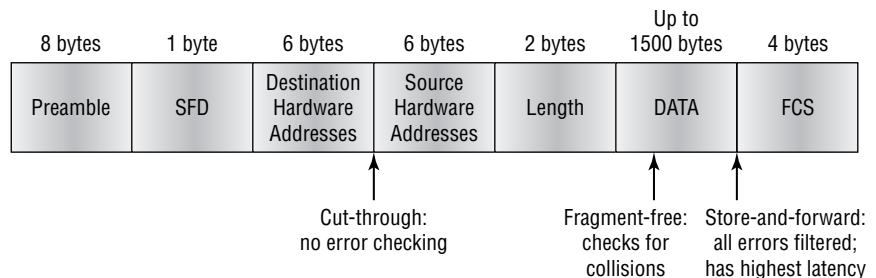 8 bytes
1 byte
6 bytes
6 bytes
2 bytes
Up to
1500 bytes
4 bytes
Preamble
SFD
Destination
Hardware
Addresses
Source
Hardware
Addresses
Length
DATA
FCS
Cut-through:
no error checking
Fragment-free:
checks for
collisions
Store-and-forward:
all errors filtered;
has highest latency